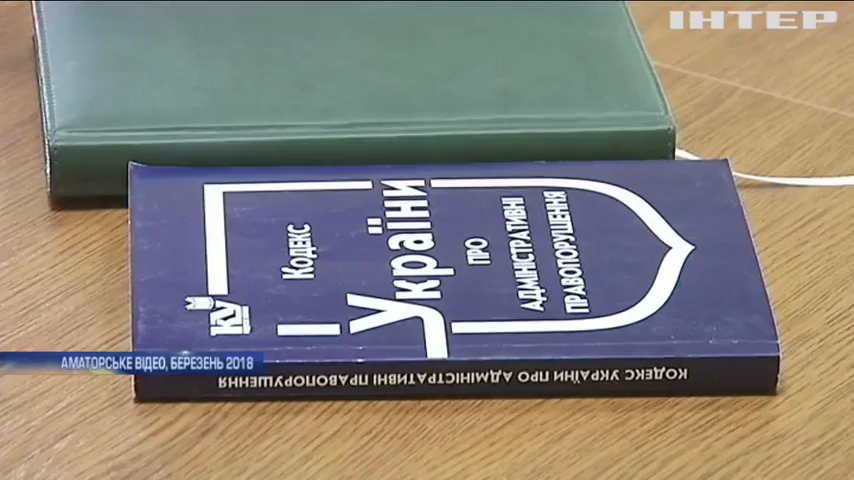 ІНТЕР
Кодекс
України
ПРО
АДМІНІСТРАТИВНІ
ПРАВОПОРУШЕННЯ
КУ
КОДЕКС УКРАЇНИ ПРО АДМІНІСТРАТИВНІ ПРАВОПОРУШЕННЯ
АМАТОРСЬКЕ ВІДЕО, БЕРЕЗЕНЬ 2018